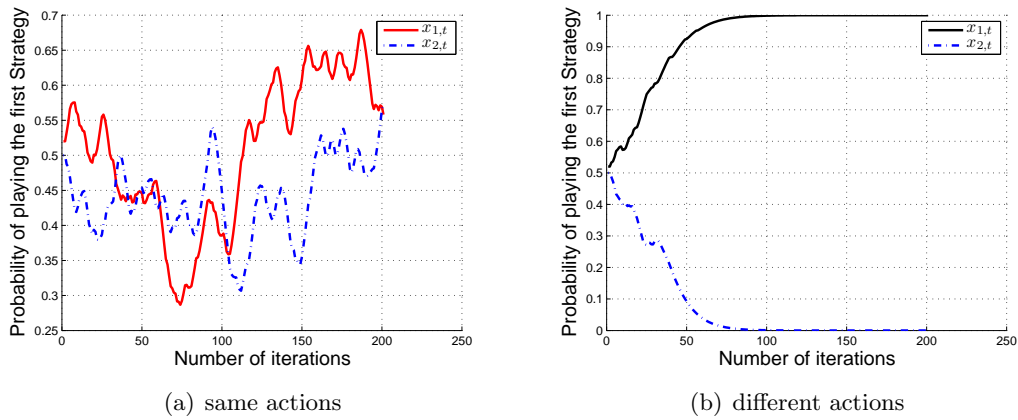 0.7
0.65
0.6
0.55
0.5
0.45
0.4
0.35
0.3
0.25
0 50 100 150 200 250
Probability of playing the first Strategy
Number of iterations
x1,t
x2,t
(a) same actions
1
0.9
0.8
0.7
0.6
0.5
0.4
0.3
0.2
0.1
0
0 50 100 150 200 250
Probability of playing the first Strategy
Number of iterations
x1,t
x2,t
(b) different actions